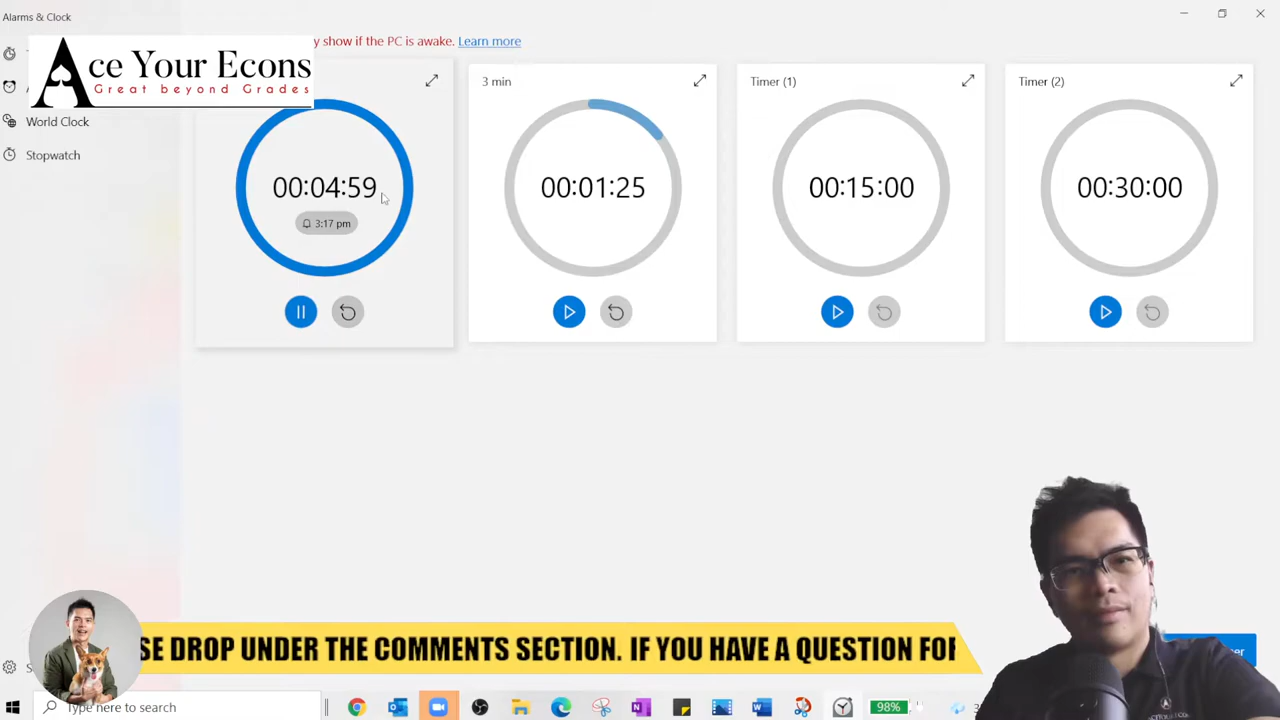 Alarms & Clock
Ace Your Econs
Great beyond Grades
y show if the PC is awake. Learn more
World Clock
Stopwatch
00:04:59
3:17 pm
3 min
00:01:25
Timer (1)
00:15:00
Timer (2)
00:30:00
SE DROP UNDER THE COMMENTS SECTION. IF YOU HAVE A QUESTION FOR
Type here to search
98%